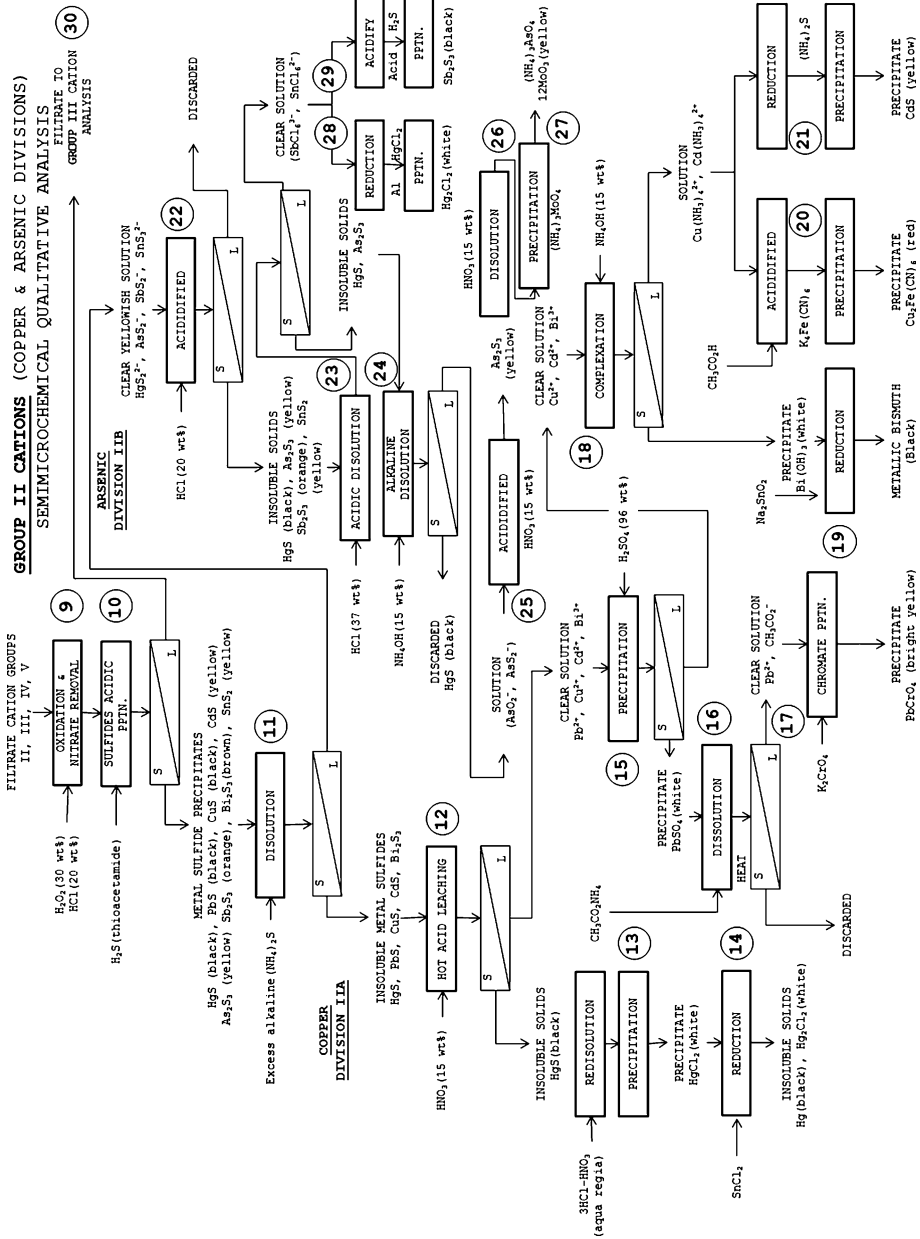 GROUP II CATIONS (COPPER & ARSENIC DIVISIONS)
SEMIMICROCHEMICAL QUALITATIVE ANALYSIS
FILTRATE CATION GROUPS
II, III, IV, V
H₂O₂(30 wt%)
HCl(20 wt%)
OXIDATION &
NITRATE REMOVAL
9
H₂S(thioacetamide)
SULFIDES ACIDIC
PPTN.
10
S
L
FILTRATE TO
GROUP III CATION
ANALYSIS
30
METAL SULFIDE PRECIPITATES
HgS (black), PbS (black), CuS (black), CdS (yellow)
As₂S₃ (yellow) Sb₂S₃ (orange), Bi₂S₃(brown), SnS₂ (yellow)
Excess alkaline(NH₄)₂S
DISOLUTION
11
S
L
COPPER
DIVISION IIA
INSOLUBLE METAL SULFIDES
HgS, PbS, CuS, CdS, Bi₂S₃
HNO₃(15 wt%)
HOT ACID LEACHING
12
S
L
INSOLUBLE SOLIDS
HgS(black)
3HCl-HNO₃
(aqua regia)
REDISOLUTION
13
PRECIPITATION
PRECIPITATE
HgCl₂(white)
SnCl₂
REDUCTION
14
INSOLUBLE SOLIDS
Hg(black), Hg₂Cl₂(white)
CLEAR SOLUTION
Pb²⁺, Cu²⁺, Cd²⁺, Bi³⁺
PRECIPITATION
15
H₂SO₄(96 wt%)
S
L
PRECIPITATE
PbSO₄(white)
CH₃CO₂NH₄
DISSOLUTION
16
HEAT
S
L
DISCARDED
CLEAR SOLUTION
Pb²⁺, CH₃CO₂⁻
17
K₂CrO₄
CHROMATE PPTN.
19
PRECIPITATE
PbCrO₄(bright yellow)
CLEAR SOLUTION
Cu²⁺, Cd²⁺, Bi³⁺
18
COMPLEXATION
NH₄OH(15 wt%)
S
L
PRECIPITATE
Bi(OH)₃(white)
Na₂SnO₂
REDUCTION
METALLIC BISMUTH
(Black)
SOLUTION
Cu(NH₃)₄²⁺, Cd(NH₃)₄²⁺
CH₃CO₂H
ACIDIDIFIED
K₄Fe(CN)₆
20
PRECIPITATION
PRECIPITATE
Cu₂Fe(CN)₆ (red)
REDUCTION
21
(NH₄)₂S
PRECIPITATION
PRECIPITATE
CdS (yellow)
ARSENIC
DIVISION IIB
CLEAR YELLOWISH SOLUTION
HgS₂²⁻, AsS₂⁻, SbS₂⁻, SnS₃²⁻
HCl(20 wt%)
ACIDIDIFIED
22
S
L
DISCARDED
INSOLUBLE SOLIDS
HgS (black), As₂S₃ (yellow)
Sb₂S₃ (orange), SnS₂
(yellow)
HCl(37 wt%)
ACIDIC DISOLUTION
23
S
L
INSOLUBLE SOLIDS
HgS, As₂S₃
NH₄OH(15 wt%)
ALKALINE
DISOLUTION
24
S
L
DISCARDED
HgS (black)
SOLUTION
(AsO₂⁻, AsS₂⁻)
25
ACIDIDIFIED
HNO₃(15 wt%)
As₂S₃
(yellow)
HNO₃(15 wt%)
DISOLUTION
26
PRECIPITATION
(NH₄)₃MoO₄
27
(NH₄)₃AsO₄
12MoO₃(yellow)
CLEAR SOLUTION
(SbCl₆³⁻, SnCl₆²⁻)
28
29
REDUCTION
Al
HgCl₂
PPTN.
Hg₂Cl₂(white)
ACIDIFY
Acid
H₂S
PPTN.
Sb₂S₃(black)